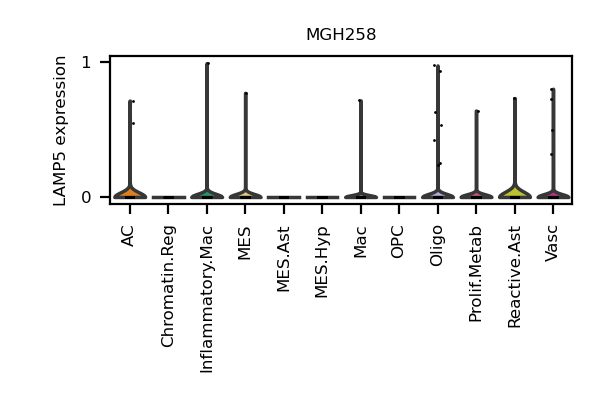 MGH258
LAMP5 expression
1
0
AC
Chromatin.Reg
Inflammatory.Mac
MES
MES.Ast
MES.Hyp
Mac
OPC
Oligo
Prolif.Metab
Reactive.Ast
Vasc